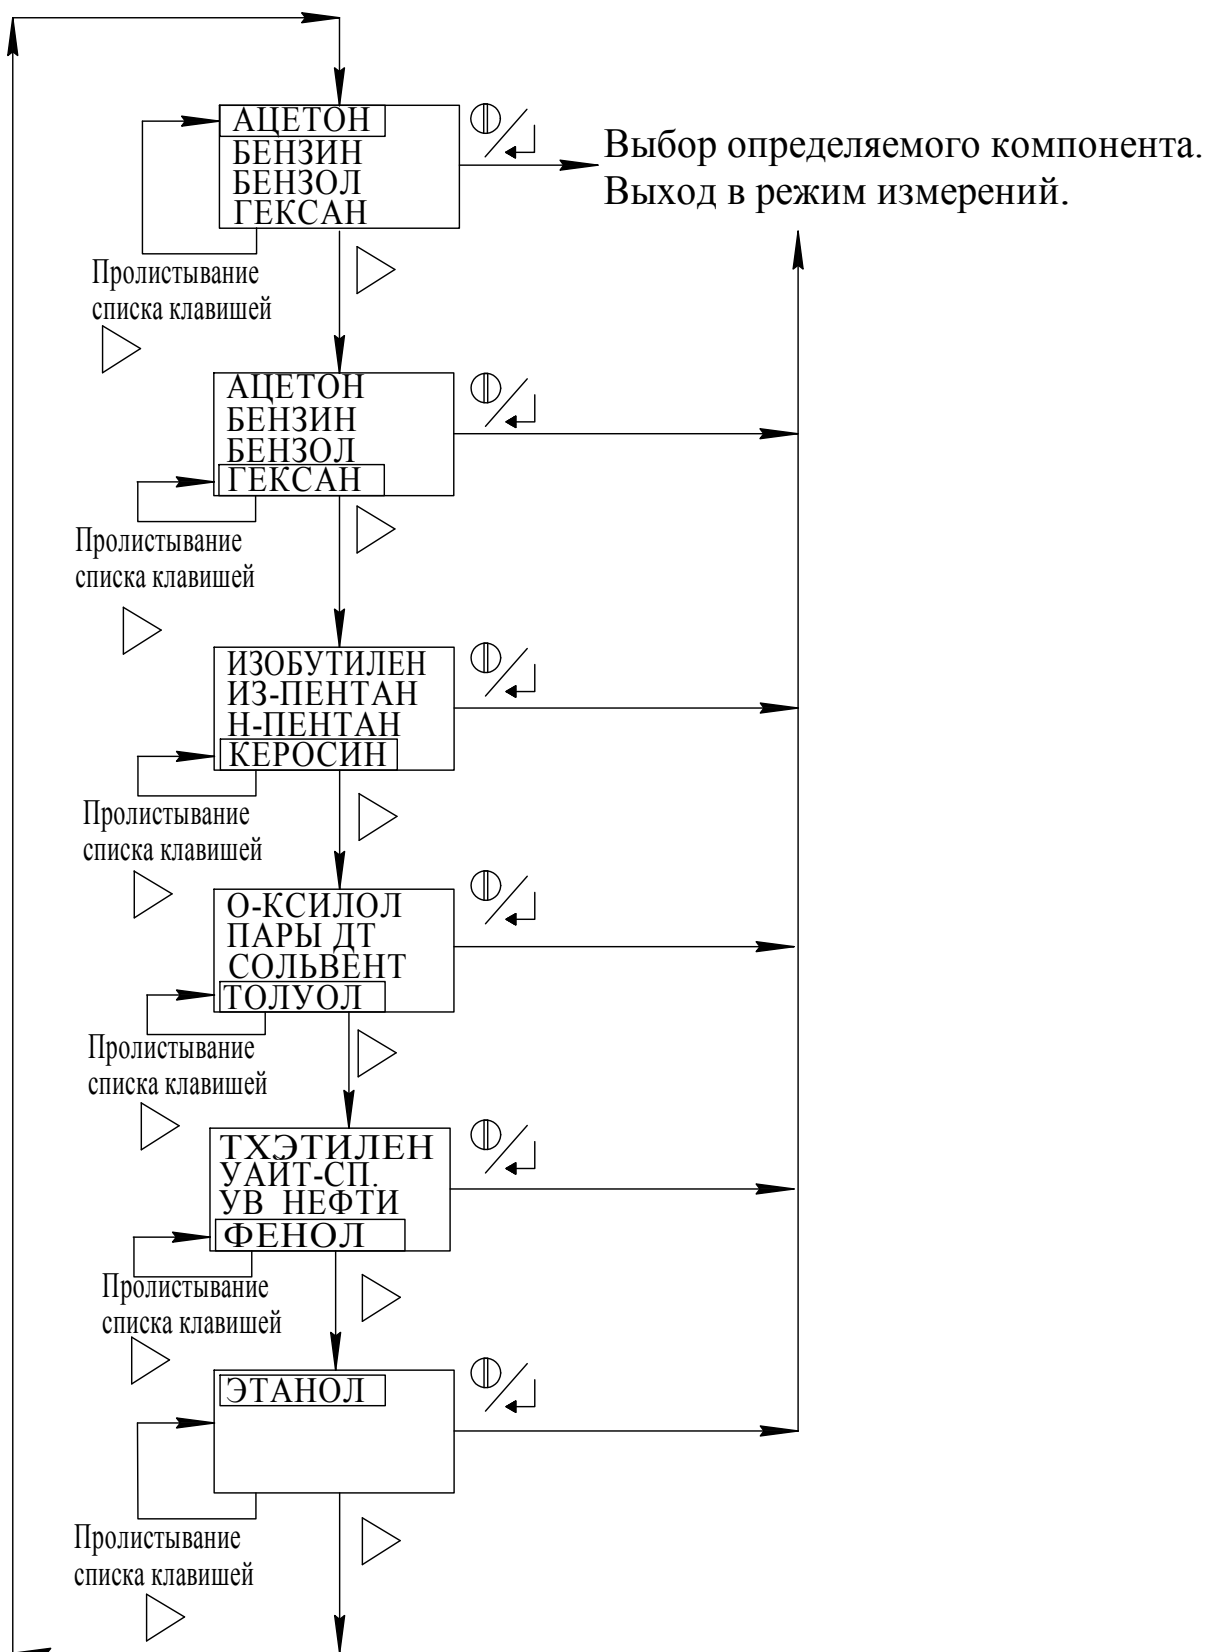 АЦЕТОН
БЕНЗИН
БЕНЗОЛ
ГЕКСАН
Выбор определяемого компонента.
Выход в режим измерений.
Пролистывание
списка клавишей
АЦЕТОН
БЕНЗИН
БЕНЗОЛ
ГЕКСАН
Пролистывание
списка клавишей
ИЗОБУТИЛЕН
ИЗ-ПЕНТАН
Н-ПЕНТАН
КЕРОСИН
Пролистывание
списка клавишей
О-КСИЛОЛ
ПАРЫ ДТ
СОЛЬВЕНТ
ТОЛУОЛ
Пролистывание
списка клавишей
ТХЭТИЛЕН
УАЙТ-СП.
УВ НЕФТИ
ФЕНОЛ
Пролистывание
списка клавишей
ЭТАНОЛ
Пролистывание
списка клавишей